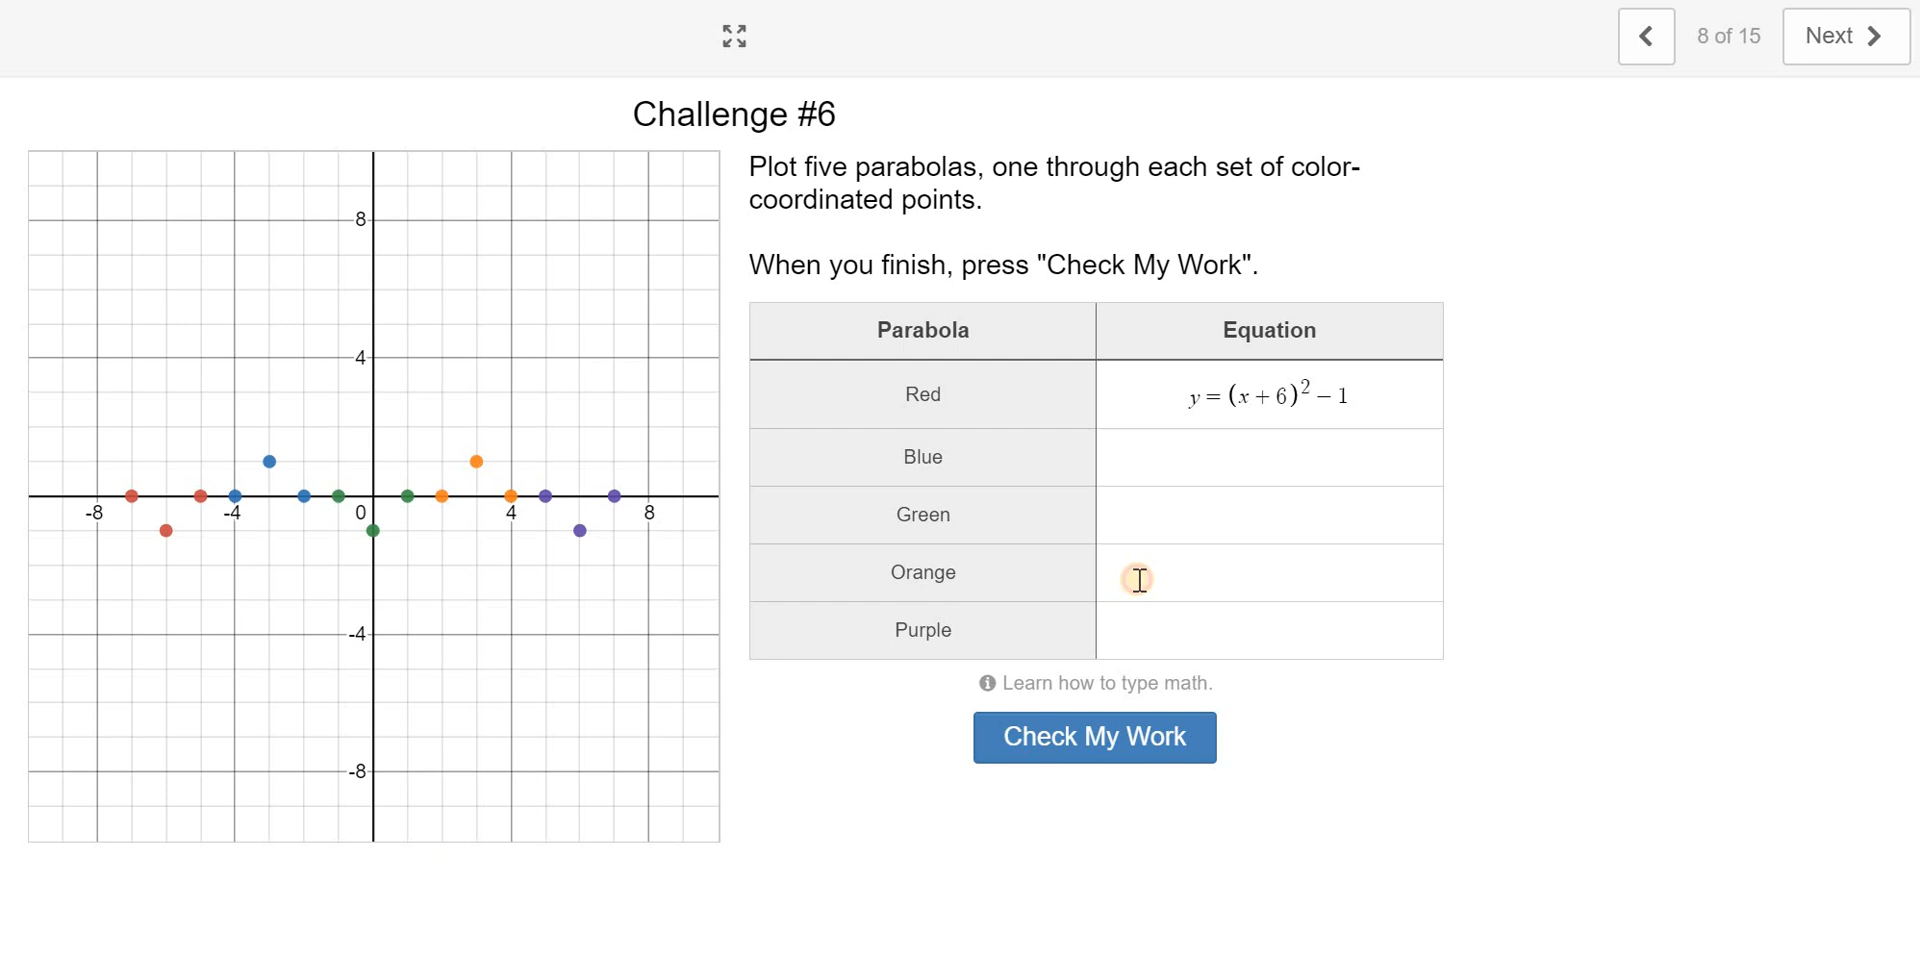 8 of 15
Next
Challenge #6
Plot five parabolas, one through each set of color-
coordinated points.
When you finish, press "Check My Work".
Parabola Equation
Red y = (x + 6)² − 1
Blue
Green
Orange
Purple
Learn how to type math.
Check My Work
8
4
-8 -4 0 4 8
-4
-8